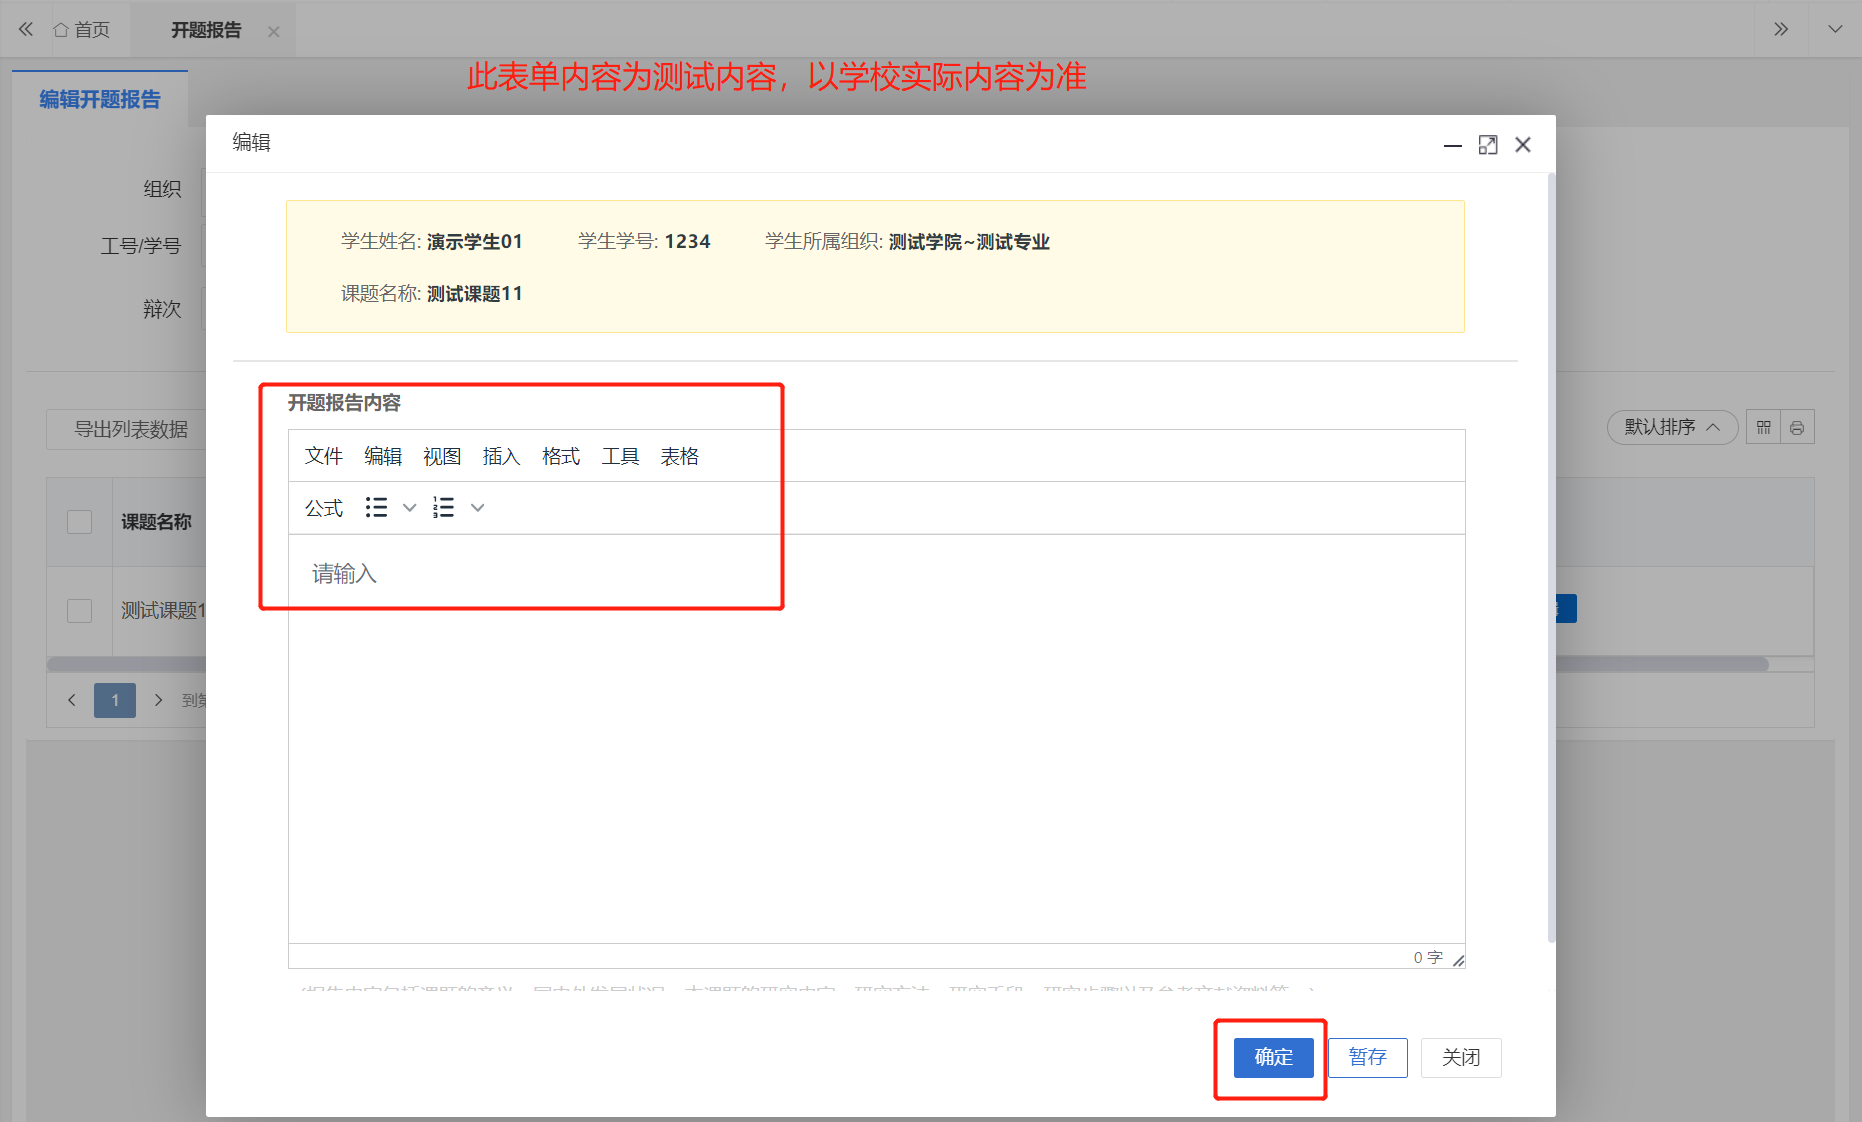 首页
开题报告
此表单内容为测试内容，以学校实际内容为准
编辑开题报告
编辑
组织
工号/学号
辩次
学生姓名: 演示学生01 学生学号: 1234 学生所属组织: 测试学院~测试专业
课题名称: 测试课题11
开题报告内容
导出列表数据
默认排序
文件 编辑 视图 插入 格式 工具 表格
公式
课题名称
请输入
测试课题1
1
到第
0 字
确定 暂存 关闭